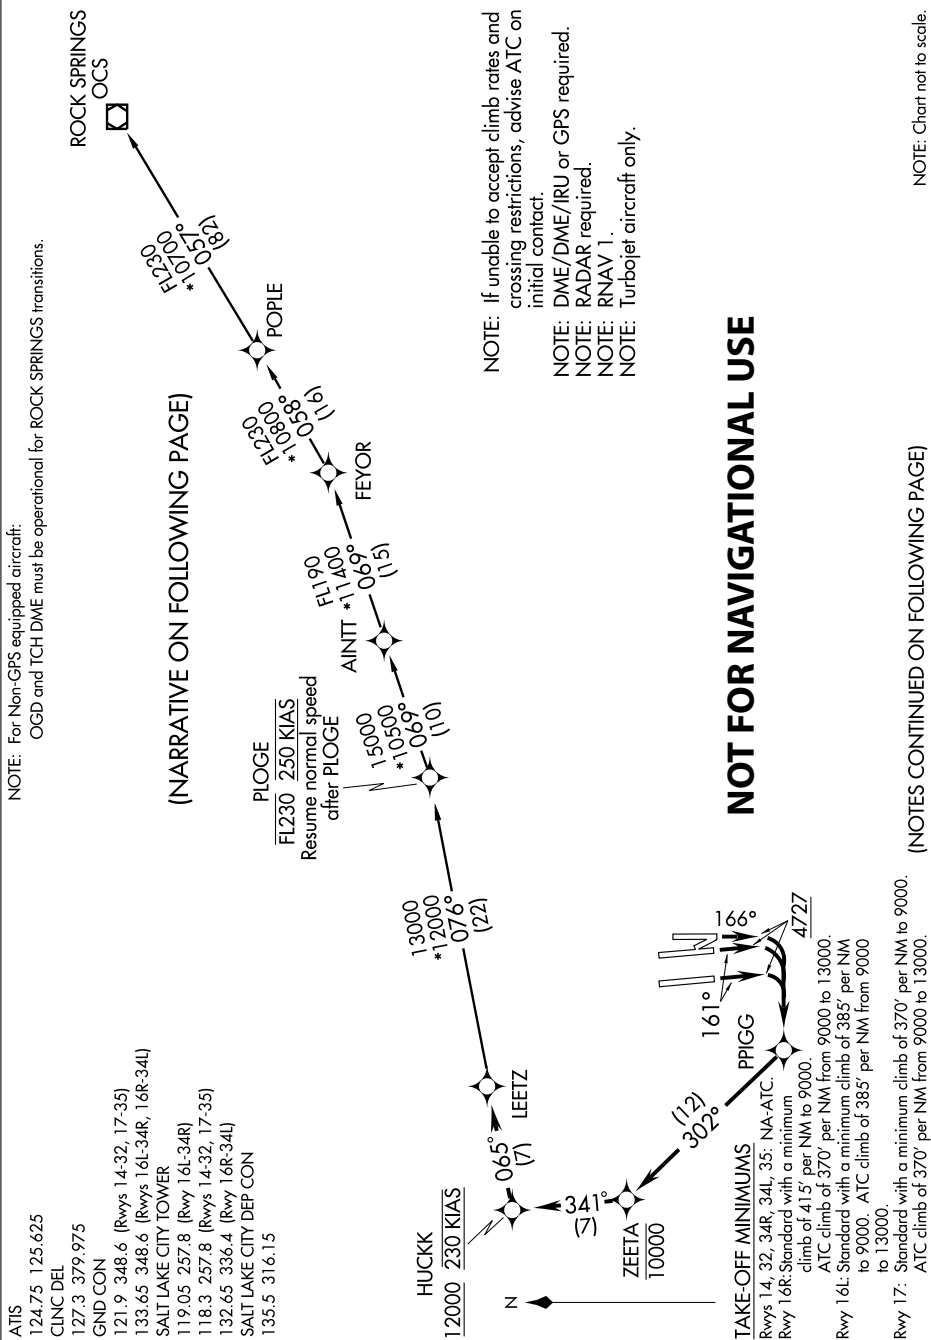 ATIS
124.75 125.625
CLNC DEL
127.3 379.975
GND CON
121.9 348.6 (Rwys 14-32, 17-35)
133.65 348.6 (Rwys 16L-34R, 16R-34L)
SALT LAKE CITY TOWER
119.05 257.8 (Rwy 16L-34R)
118.3 257.8 (Rwys 14-32, 17-35)
132.65 336.4 (Rwy 16R-34L)
SALT LAKE CITY DEP CON
135.5 316.15
NOTE: For Non-GPS equipped aircraft:
OGD and TCH DME must be operational for ROCK SPRINGS transitions.
(NARRATIVE ON FOLLOWING PAGE)
ROCK SPRINGS
OCS
FL230
*10700
057°
(82)
POPLE
FL230
*10800
058°
(16)
FEYOR
FL190
*11400
069°
(15)
AINTT
15000
*10500
069°
(10)
PLOGE
FL230 250 KIAS
Resume normal speed
after PLOGE
13000
*12000
076°
(22)
LEETZ
065°
(7)
HUCKK
12000 230 KIAS
N
341°
(7)
ZEETA
10000
(12)
302°
PPIGG
161°
166°
4727
NOTE: If unable to accept climb rates and
crossing restrictions, advise ATC on
initial contact.
NOTE: DME/DME/IRU or GPS required.
NOTE: RADAR required.
NOTE: RNAV 1.
NOTE: Turbojet aircraft only.
NOT FOR NAVIGATIONAL USE
TAKE-OFF MINIMUMS
Rwys 14, 32, 34R, 34L, 35: NA-ATC.
Rwy 16R: Standard with a minimum
climb of 415' per NM to 9000.
ATC climb of 370' per NM from 9000 to 13000.
Rwy 16L: Standard with a minimum climb of 385' per NM
to 9000. ATC climb of 385' per NM from 9000
to 13000.
Rwy 17: Standard with a minimum climb of 370' per NM to 9000.
ATC climb of 370' per NM from 9000 to 13000.
(NOTES CONTINUED ON FOLLOWING PAGE)
NOTE: Chart not to scale.